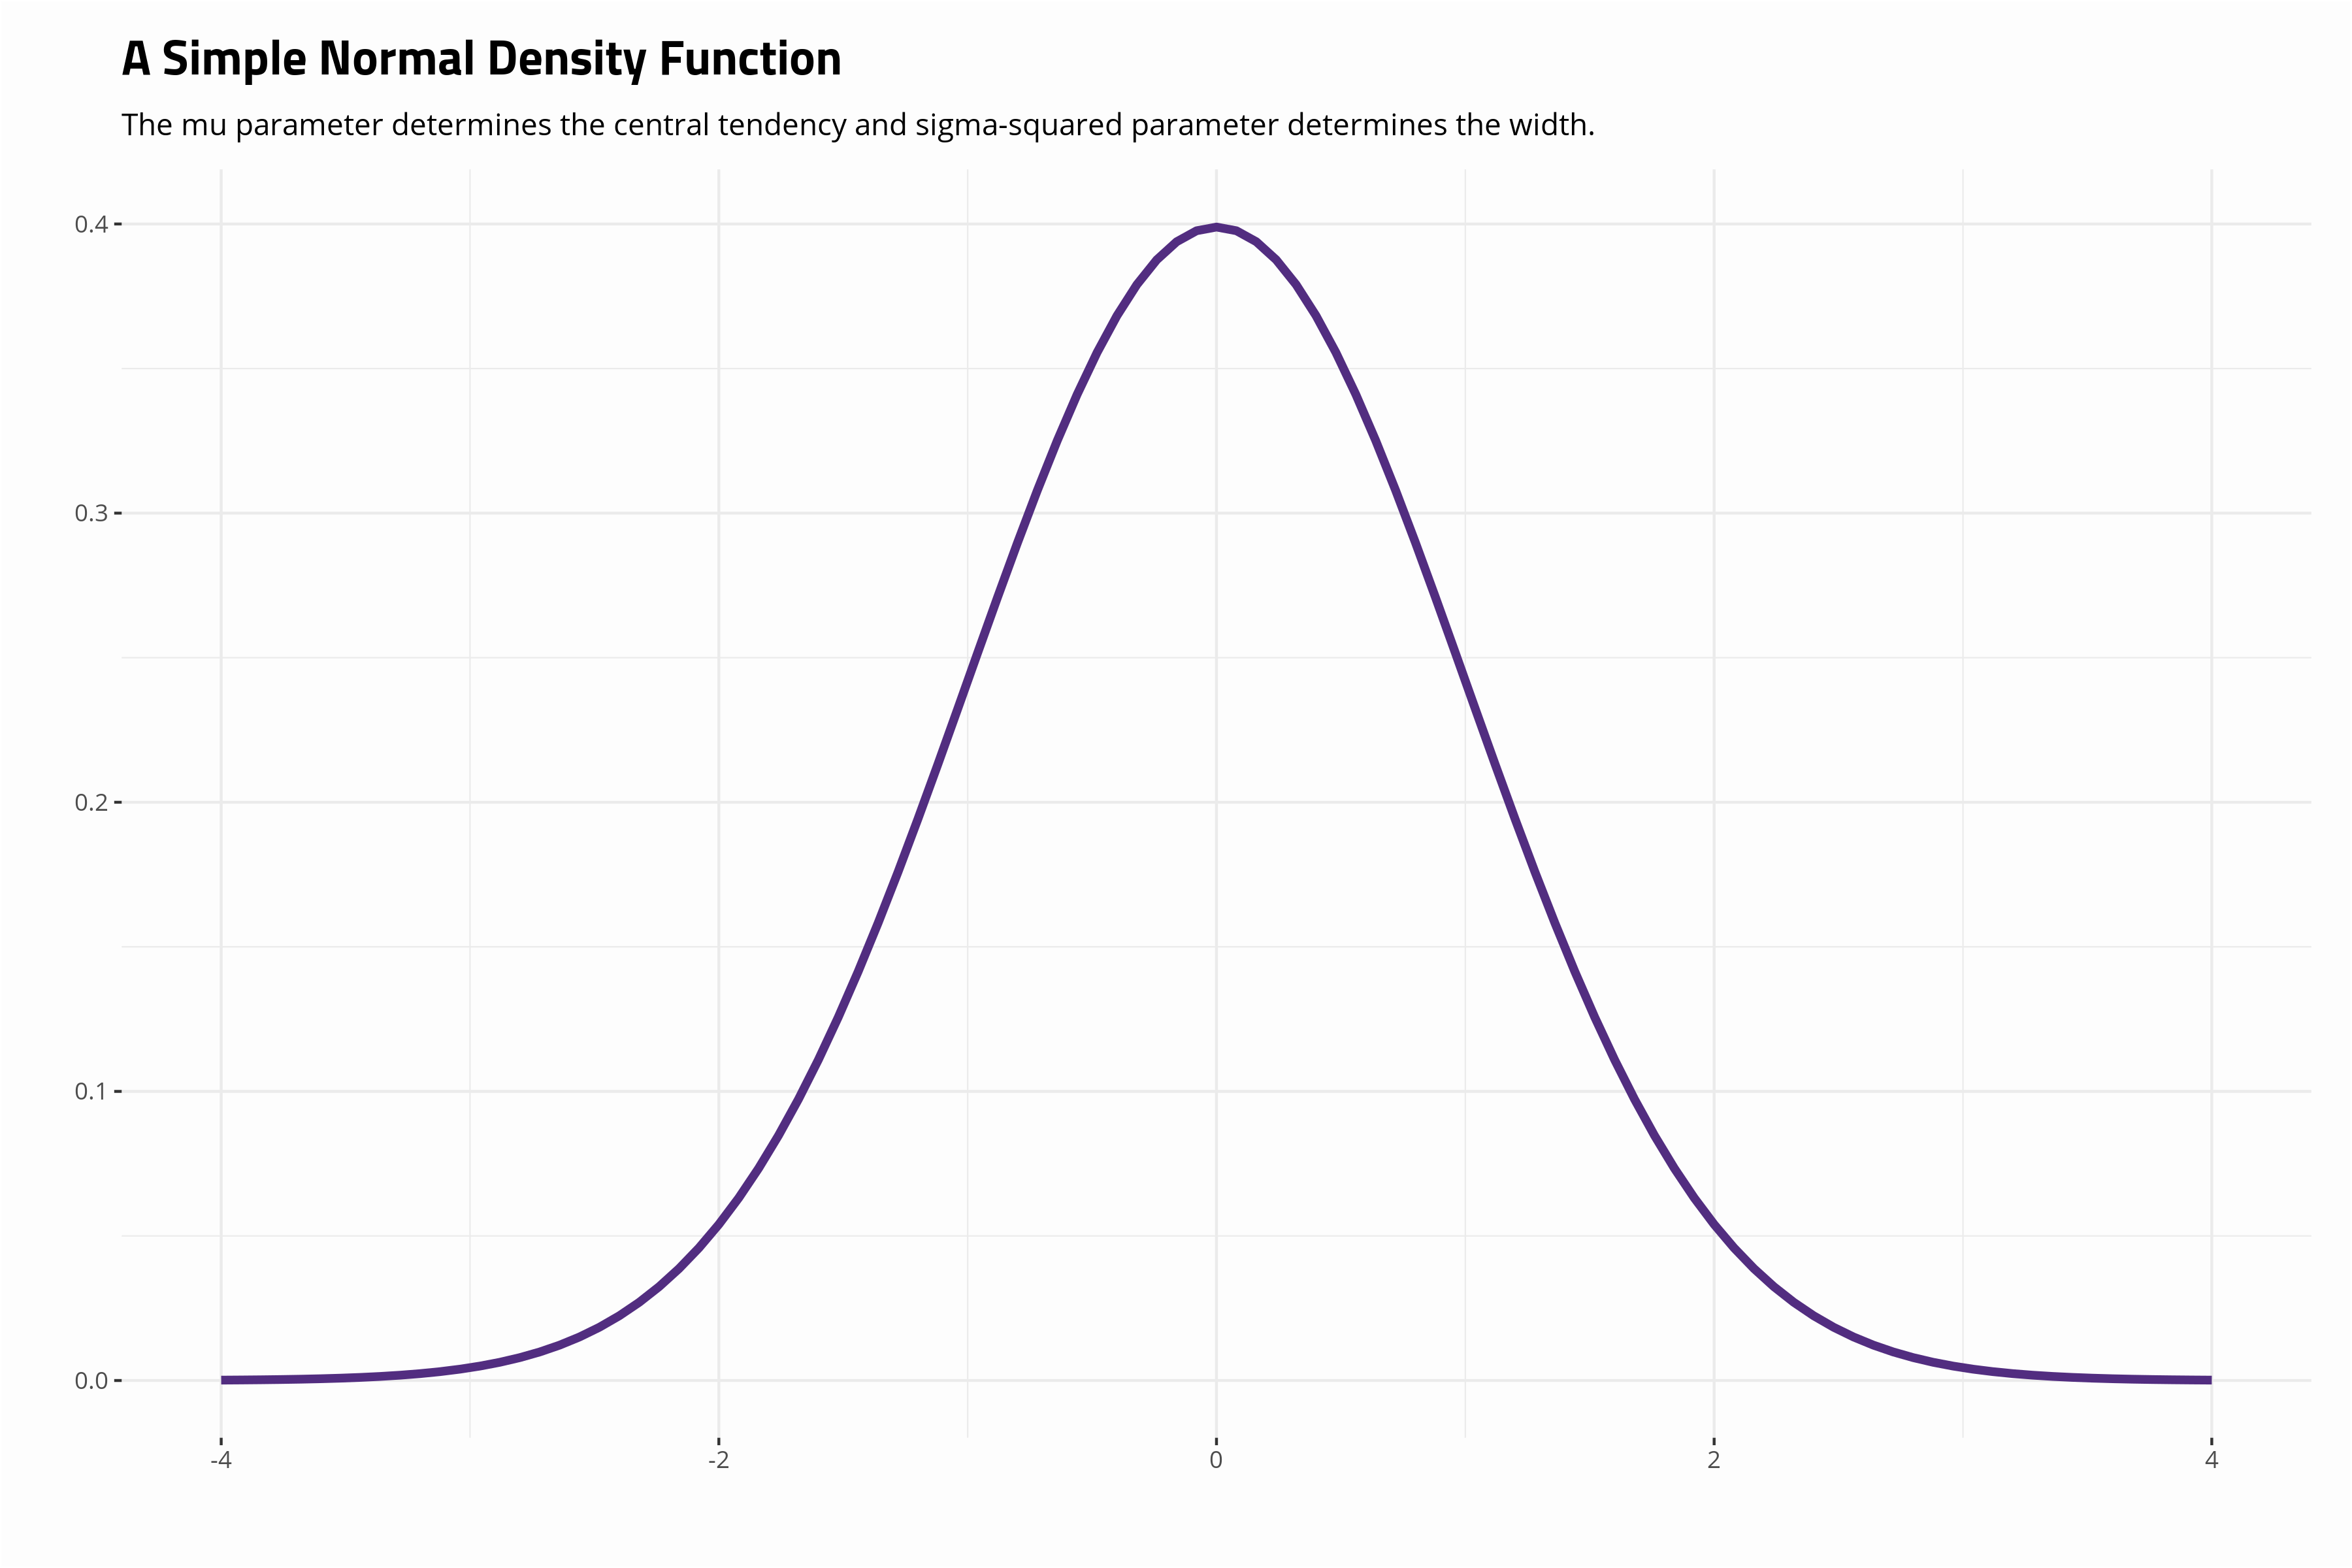 A Simple Normal Density Function
The mu parameter determines the central tendency and sigma-squared parameter determines the width.
0.4
0.3
0.2
0.1
0.0
-4 -2 0 2 4